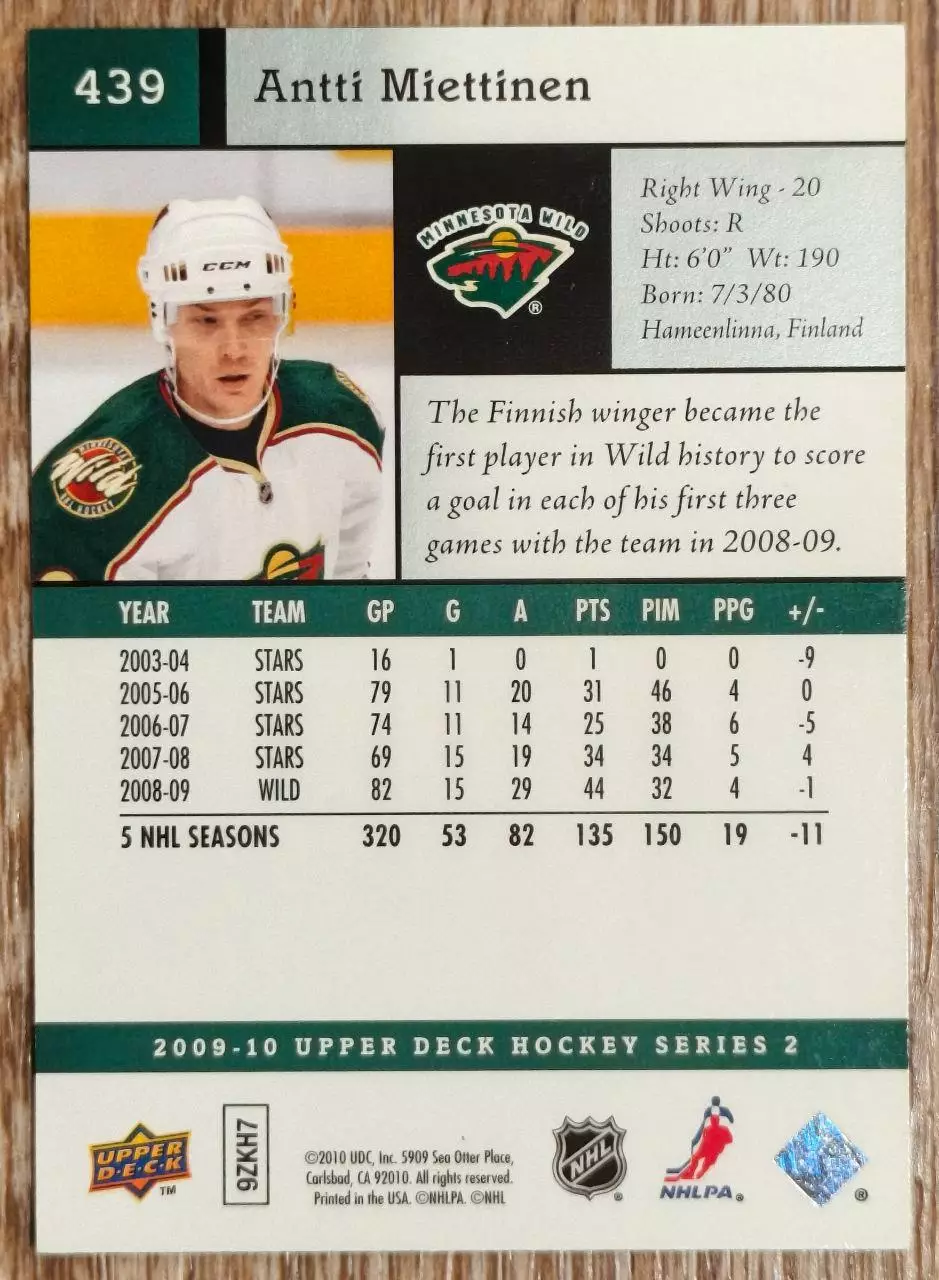 439
Antti Miettinen
CCM
MINNESOTA WILD
®
Right Wing - 20
Shoots: R
Ht: 6'0" Wt: 190
Born: 7/3/80
Hameenlinna, Finland
Wild
HOCKEY
The Finnish winger became the
first player in Wild history to score
a goal in each of his first three
games with the team in 2008-09.
YEAR TEAM GP G A PTS PIM PPG +/-
2003-04 STARS 16 1 0 1 0 0 -9
2005-06 STARS 79 11 20 31 46 4 0
2006-07 STARS 74 11 14 25 38 6 -5
2007-08 STARS 69 15 19 34 34 5 4
2008-09 WILD 82 15 29 44 32 4 -1
5 NHL SEASONS 320 53 82 135 150 19 -11
2009-10 UPPER DECK HOCKEY SERIES 2
UPPER
D·E·C·K
TM
9ZKH7
©2010 UDC, Inc. 5909 Sea Otter Place,
Carlsbad, CA 92010. All rights reserved.
Printed in the USA. ©NHLPA. ©NHL
NHL ®
NHLPA ®
®